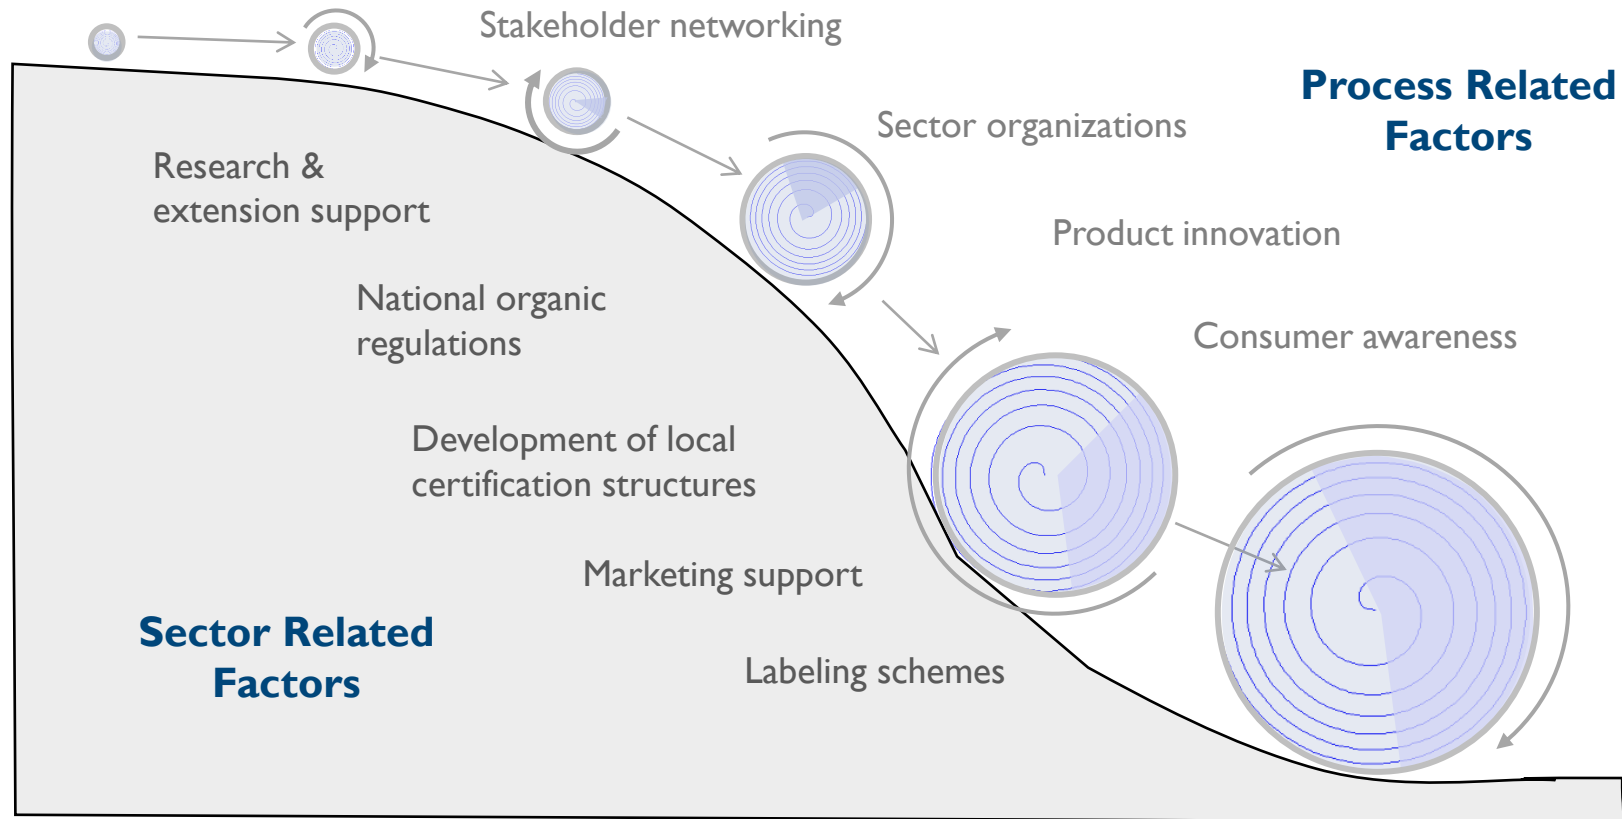 Stakeholder networking
Process Related
Factors
Sector organizations
Research &
extension support
Product innovation
National organic
regulations
Consumer awareness
Development of local
certification structures
Marketing support
Sector Related
Factors
Labeling schemes